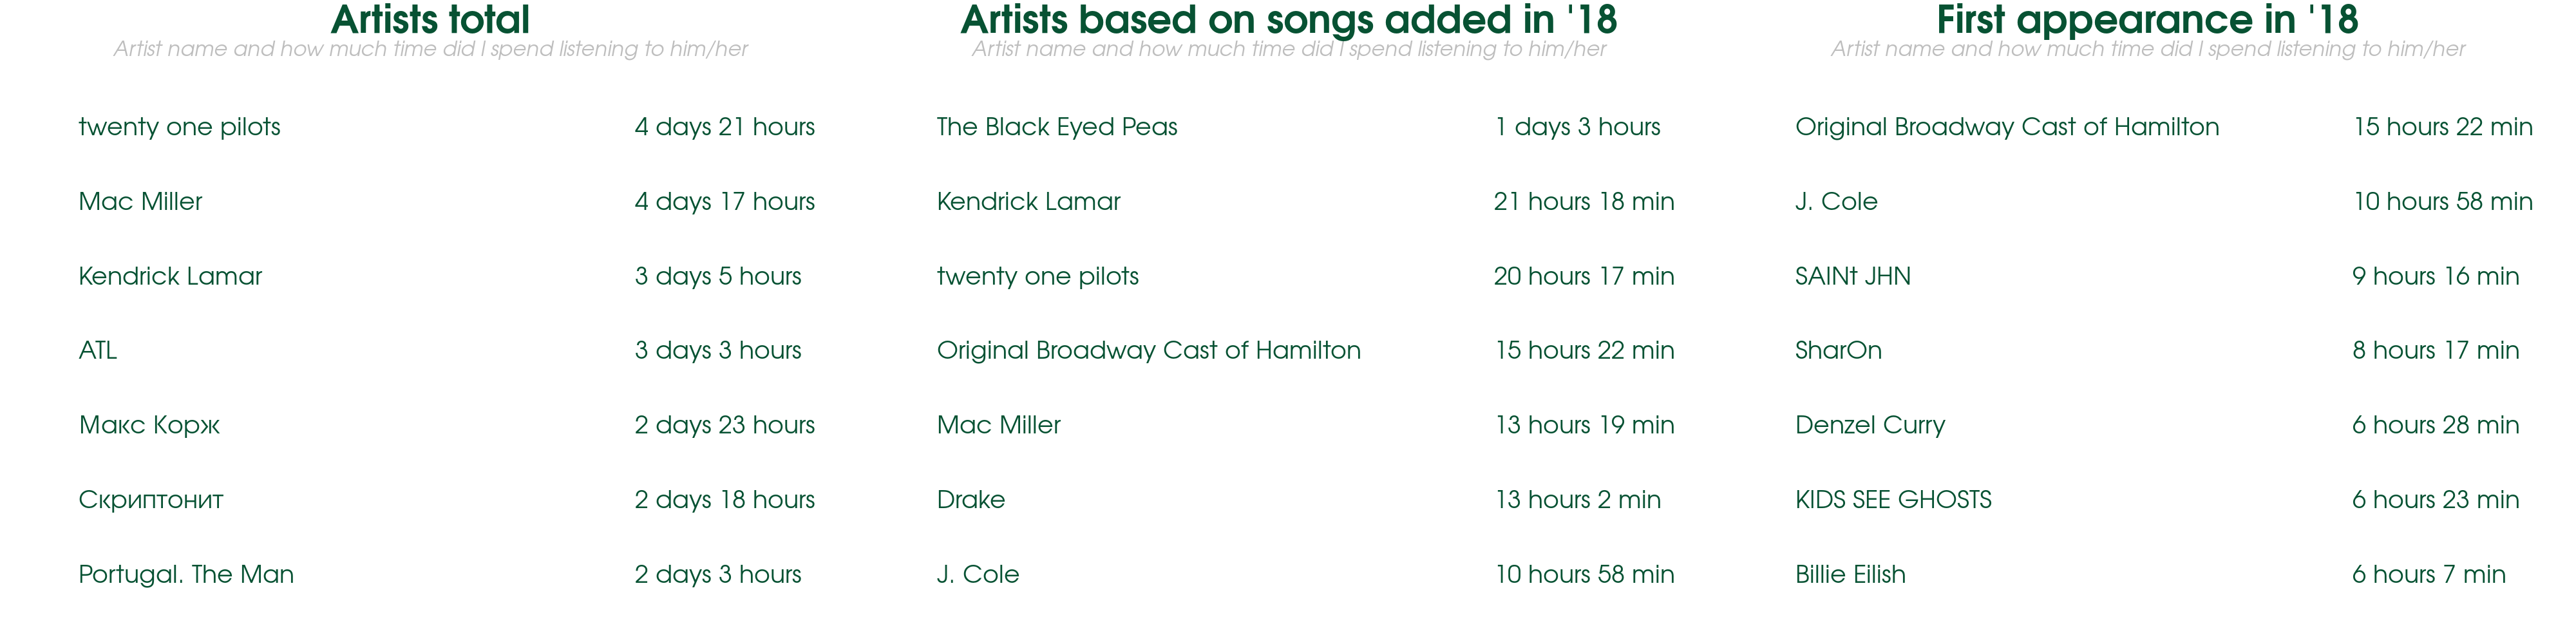 Artists total
Artist name and how much time did I spend listening to him/her
twenty one pilots 4 days 21 hours
Mac Miller 4 days 17 hours
Kendrick Lamar 3 days 5 hours
ATL 3 days 3 hours
Макс Корж 2 days 23 hours
Скриптонит 2 days 18 hours
Portugal. The Man 2 days 3 hours
Artists based on songs added in '18
Artist name and how much time did I spend listening to him/her
The Black Eyed Peas 1 days 3 hours
Kendrick Lamar 21 hours 18 min
twenty one pilots 20 hours 17 min
Original Broadway Cast of Hamilton 15 hours 22 min
Mac Miller 13 hours 19 min
Drake 13 hours 2 min
J. Cole 10 hours 58 min
First appearance in '18
Artist name and how much time did I spend listening to him/her
Original Broadway Cast of Hamilton 15 hours 22 min
J. Cole 10 hours 58 min
SAINt JHN 9 hours 16 min
SharOn 8 hours 17 min
Denzel Curry 6 hours 28 min
KIDS SEE GHOSTS 6 hours 23 min
Billie Eilish 6 hours 7 min